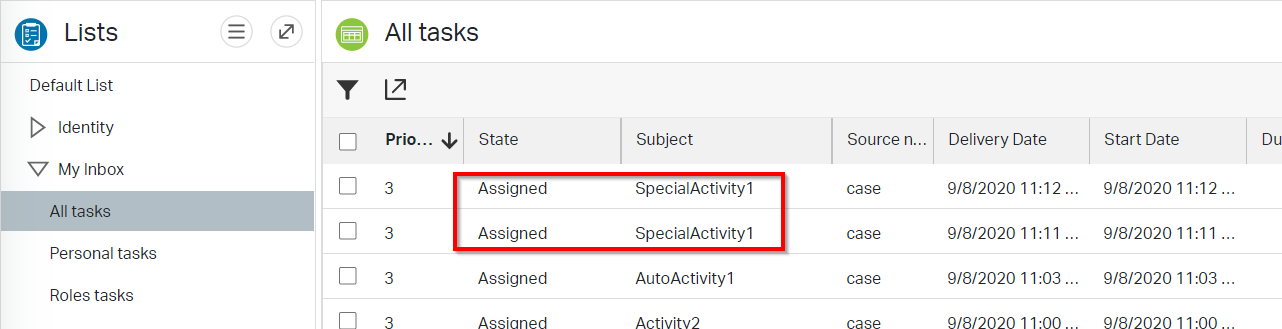 Lists
All tasks
Default List
Identity
My Inbox
All tasks
Personal tasks
Roles tasks
Prio... State Subject Source n... Delivery Date Start Date Du
3 Assigned SpecialActivity1 case 9/8/2020 11:12 ... 9/8/2020 11:12 ...
3 Assigned SpecialActivity1 case 9/8/2020 11:11 ... 9/8/2020 11:11 ...
3 Assigned AutoActivity1 case 9/8/2020 11:03 ... 9/8/2020 11:03 ...
3 Assigned Activity2 case 9/8/2020 11:00 ... 9/8/2020 11:00 ...